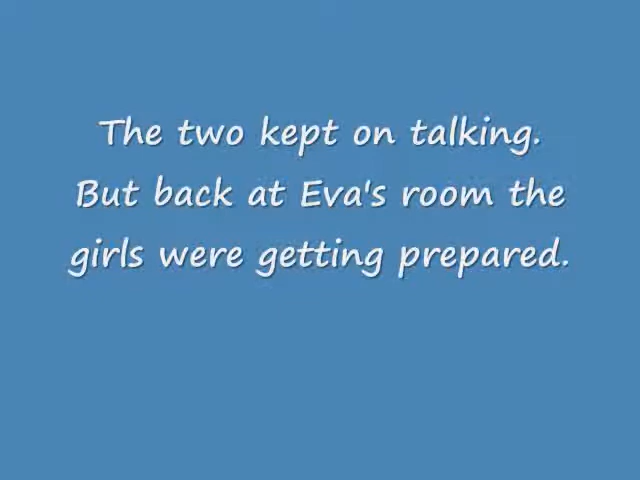 The two kept on talking.
But back at Eva's room the
girls were getting prepared.